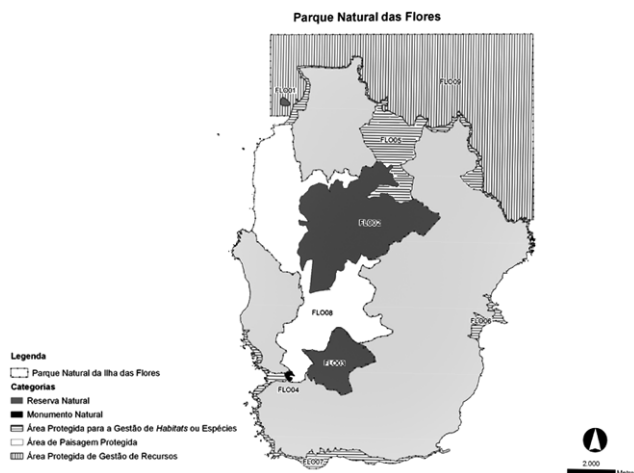 Parque Natural das Flores
FLO01
FLO09
FLO05
FLO02
FLO08
FLO06
FLO03
FLO04
FLO07
Legenda
Parque Natural da Ilha das Flores
Categorias
Reserva Natural
Monumento Natural
Área Protegida para a Gestão de Habitats ou Espécies
Área de Paisagem Protegida
Área Protegida de Gestão de Recursos
2.000